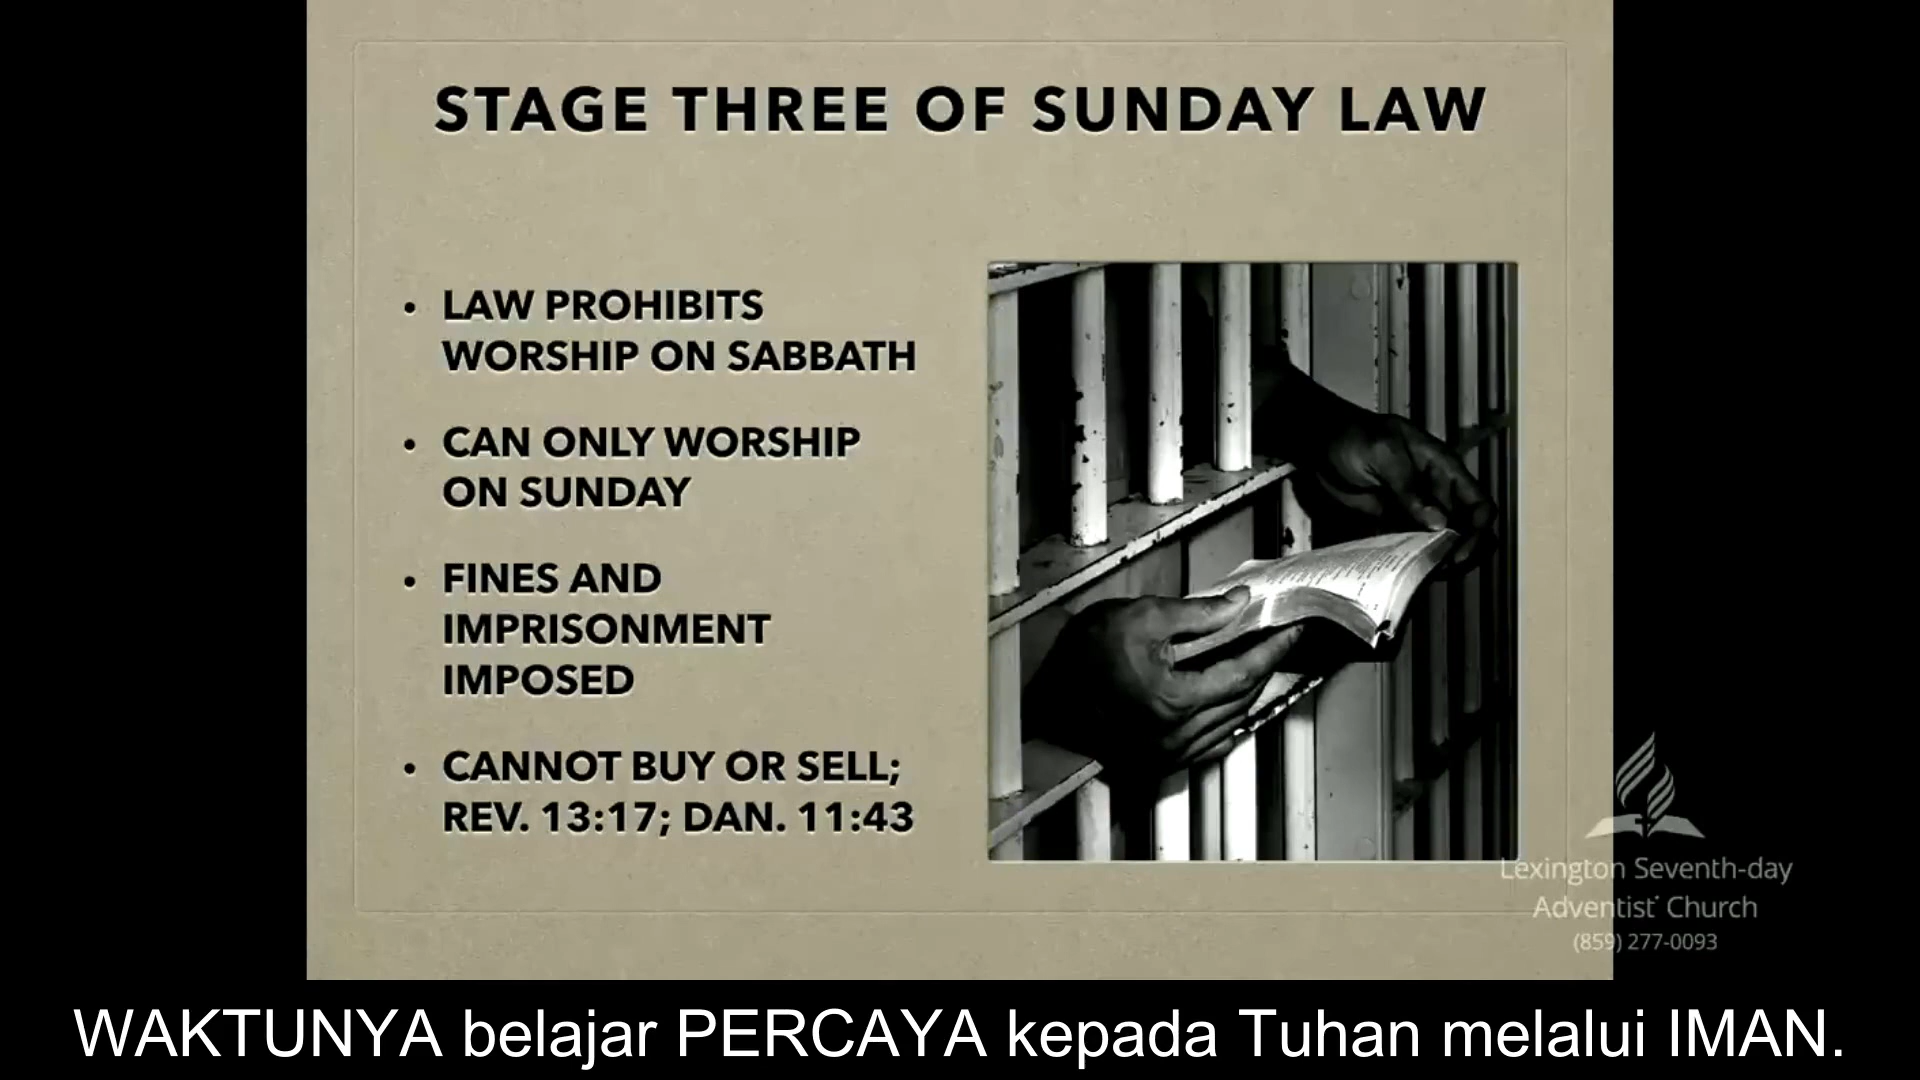 STAGE THREE OF SUNDAY LAW
• LAW PROHIBITS
WORSHIP ON SABBATH
• CAN ONLY WORSHIP
ON SUNDAY
• FINES AND
IMPRISONMENT
IMPOSED
• CANNOT BUY OR SELL;
REV. 13:17; DAN. 11:43
Lexington Seventh-day
Adventist Church
(859) 277-0093
WAKTUNYA belajar PERCAYA kepada Tuhan melalui IMAN.